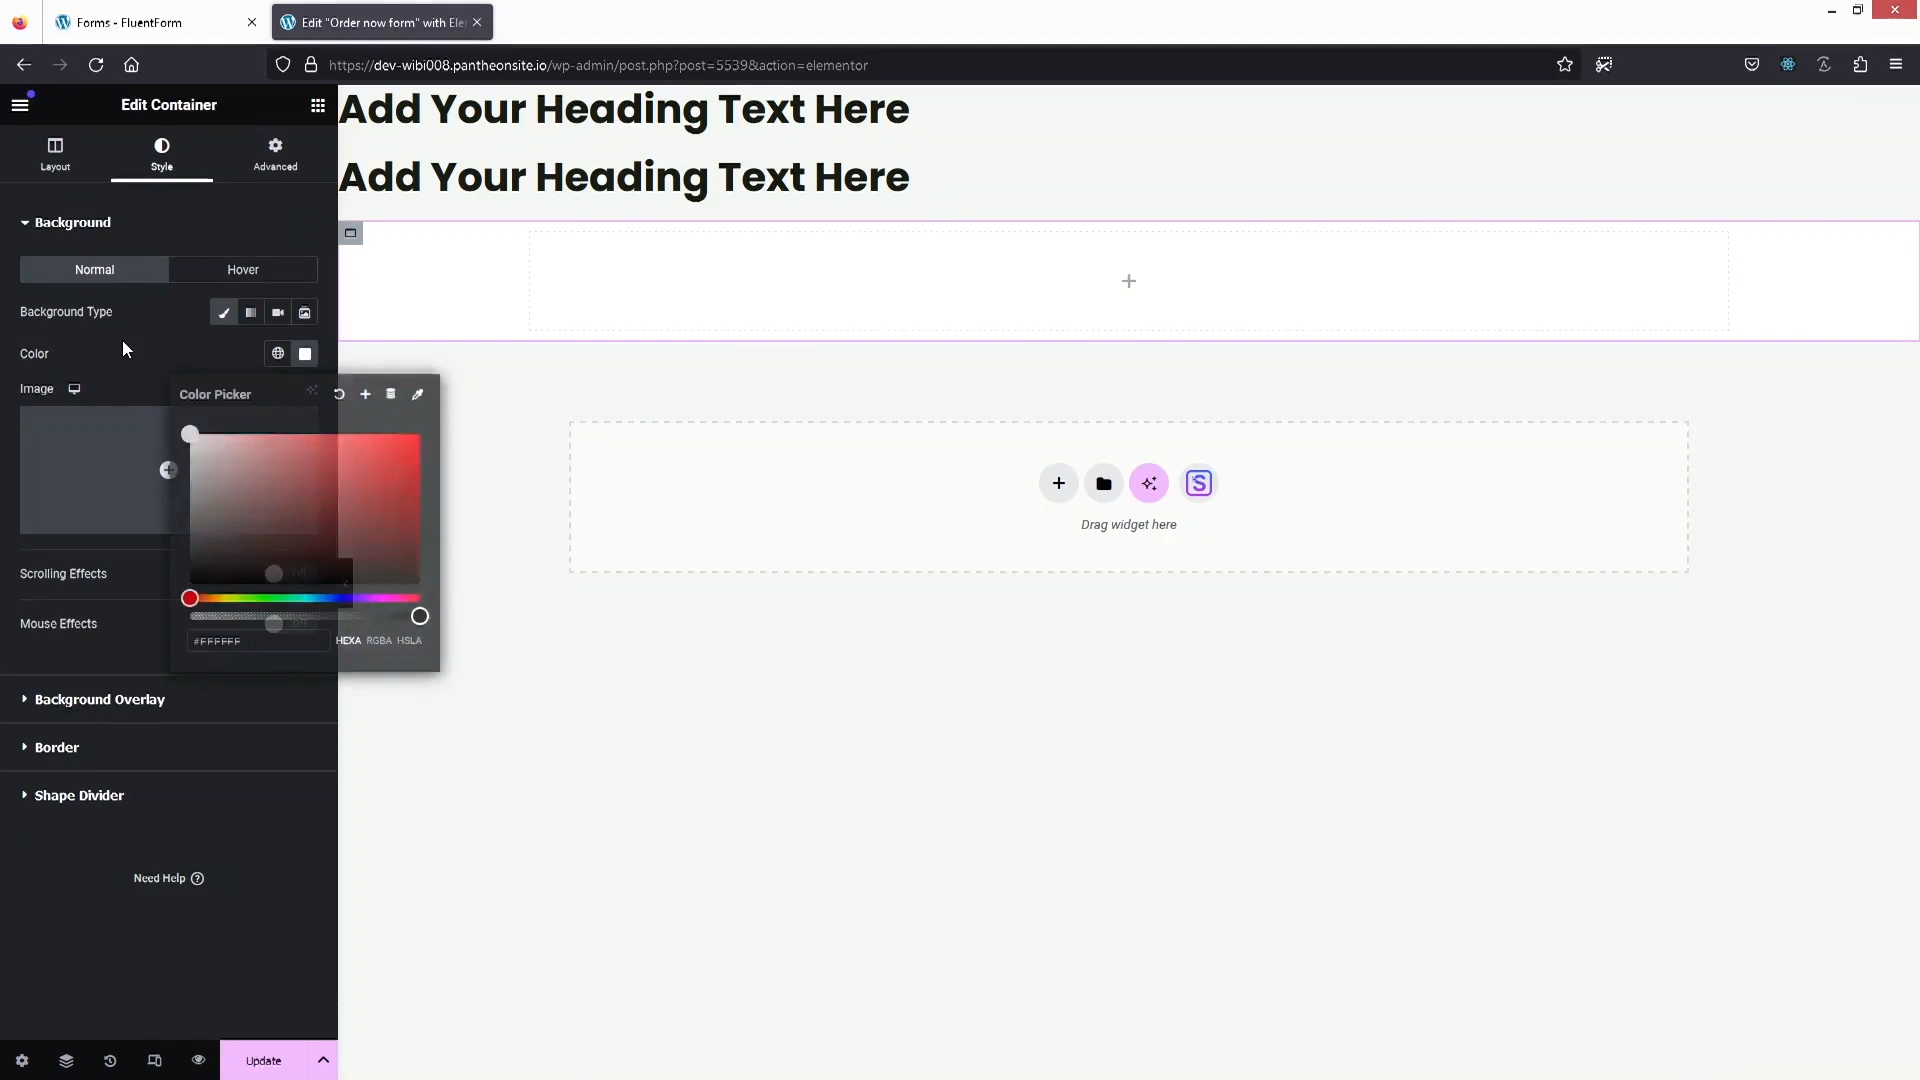 Forms - FluentForm
Edit "Order now form" with Ele
https://dev-wibi008.pantheonsite.io/wp-admin/post.php?post=5539&action=elementor
Edit Container
Layout
Style
Advanced
Background
Normal
Hover
Background Type
Color
Image
Color Picker
Scrolling Effects
Off
Mouse Effects
Off
#FFFFFF
HEXA
RGBA
HSLA
Background Overlay
Border
Shape Divider
Need Help
Update
Add Your Heading Text Here
Add Your Heading Text Here
Drag widget here